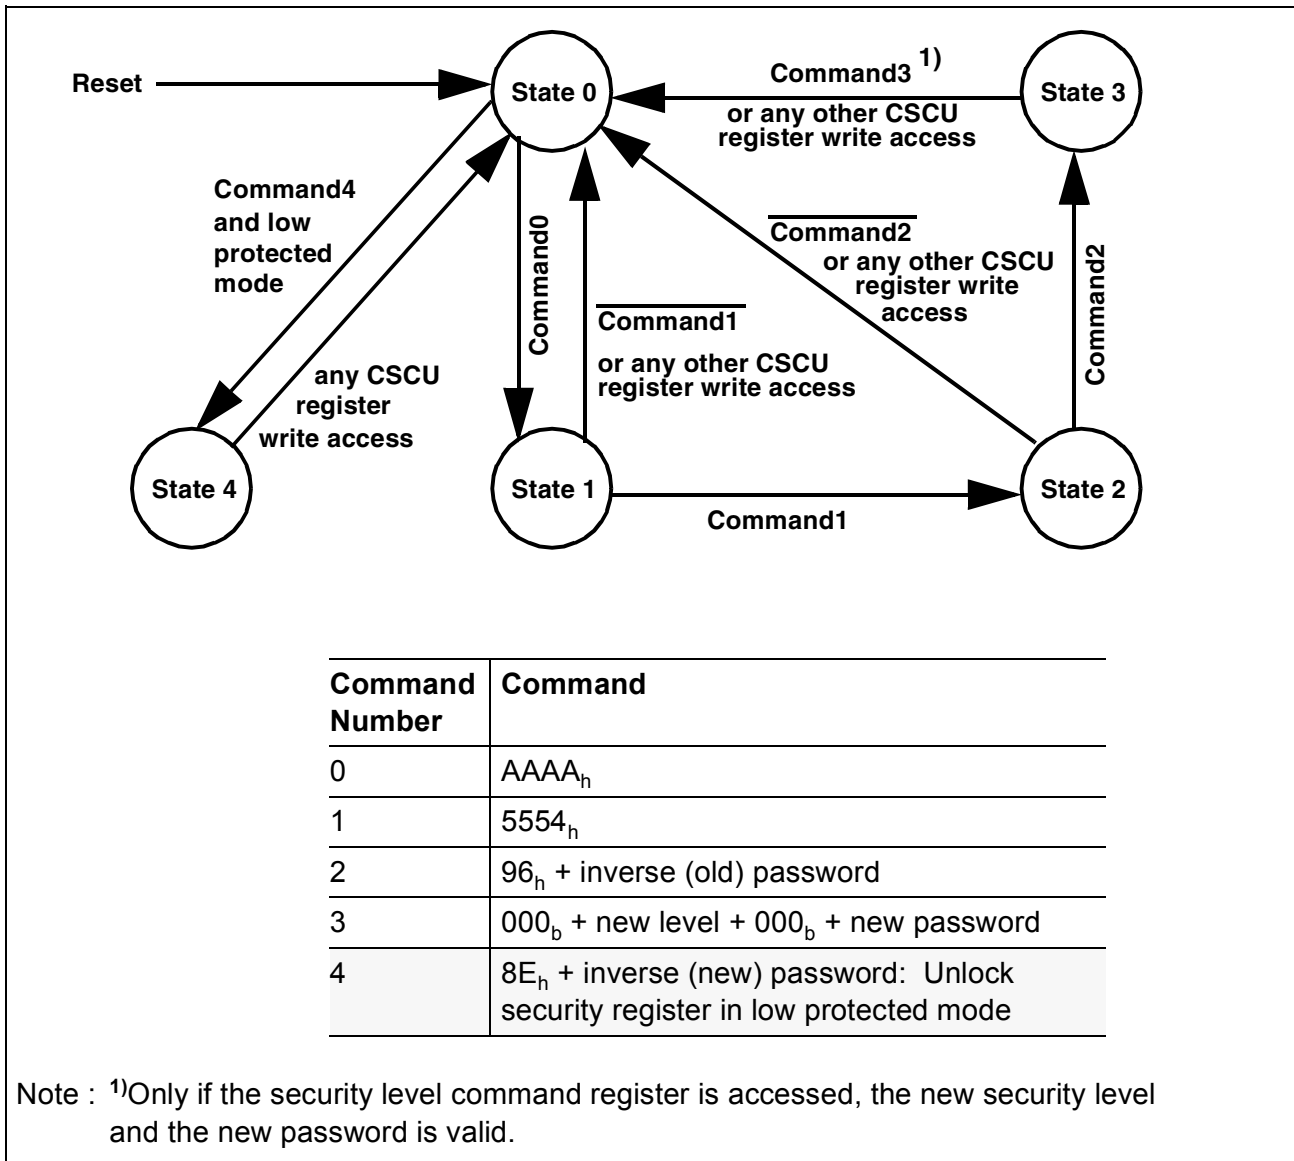 Reset
State 0
Command3 1)
or any other CSCU
register write access
State 3
Command4
and low
protected
mode
Command0
Command1
or any other CSCU
register write access
Command2
or any other CSCU
register write
access
Command2
any CSCU
register
write access
State 4
State 1
Command1
State 2
Command Number
Command
0
AAAAh
1
5554h
2
96h + inverse (old) password
3
000b + new level + 000b + new password
4
8Eh + inverse (new) password: Unlock
security register in low protected mode
Note : 1)Only if the security level command register is accessed, the new security level
and the new password is valid.